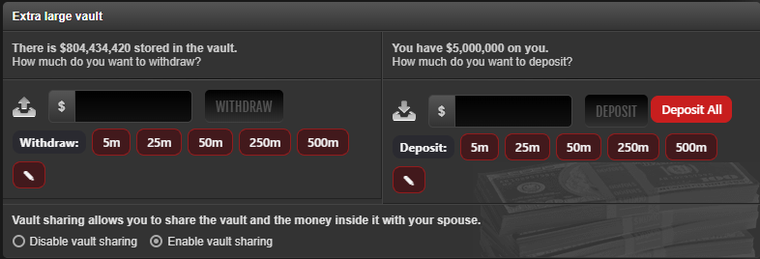 Extra large vault
There is $804,434,420 stored in the vault.
How much do you want to withdraw?
You have $5,000,000 on you.
How much do you want to deposit?
$ WITHDRAW
$ DEPOSIT Deposit All
Withdraw: 5m 25m 50m 250m 500m
Deposit: 5m 25m 50m 250m 500m
Vault sharing allows you to share the vault and the money inside it with your spouse.
Disable vault sharing Enable vault sharing